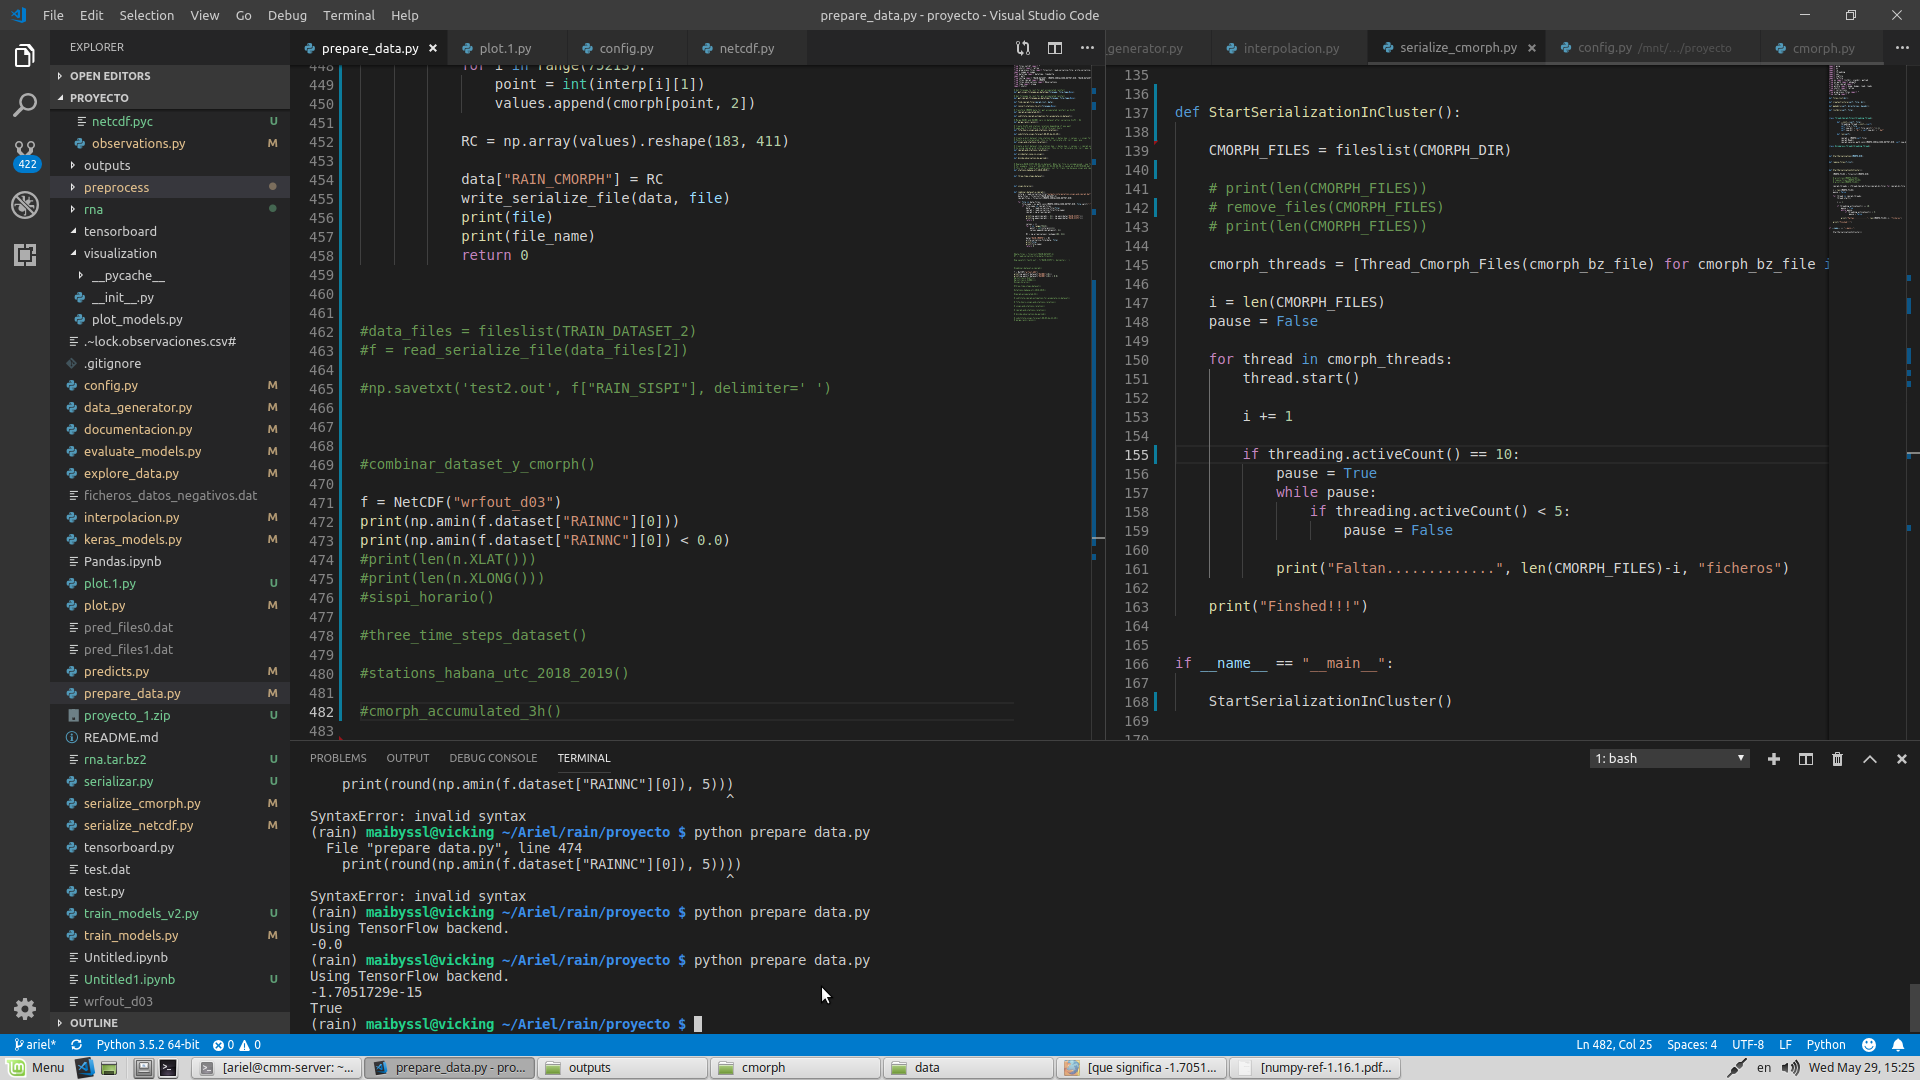 File Edit Selection View Go Debug Terminal Help
prepare_data.py - proyecto - Visual Studio Code
EXPLORER
OPEN EDITORS
PROYECTO
netcdf.pyc U
observations.py M
outputs
preprocess
rna
tensorboard
visualization
__pycache__
__init__.py
plot_models.py
.~lock.observaciones.csv#
.gitignore
config.py M
data_generator.py M
documentacion.py M
evaluate_models.py M
explore_data.py M
ficheros_datos_negativos.dat
interpolacion.py M
keras_models.py M
Pandas.ipynb
plot.1.py U
plot.py M
pred_files0.dat
pred_files1.dat
predicts.py M
prepare_data.py M
proyecto_1.zip U
README.md
rna.tar.bz2 U
serializar.py U
serialize_cmorph.py M
serialize_netcdf.py M
tensorboard.py
test.dat
test.py
train_models_v2.py U
train_models.py M
Untitled.ipynb
Untitled1.ipynb U
wrfout_d03
OUTLINE
422
prepare_data.py plot.1.py config.py netcdf.py
448 for i in range(75213):
449 point = int(interp[i][1])
450 values.append(cmorph[point, 2])
451
452 RC = np.array(values).reshape(183, 411)
453
454 data["RAIN_CMORPH"] = RC
455 write_serialize_file(data, file)
456 print(file)
457 print(file_name)
458 return 0
459
460
461
462 #data_files = fileslist(TRAIN_DATASET_2)
463 #f = read_serialize_file(data_files[2])
464
465 #np.savetxt('test2.out', f["RAIN_SISPI"], delimiter=' ')
466
467
468
469 #combinar_dataset_y_cmorph()
470
471 f = NetCDF("wrfout_d03")
472 print(np.amin(f.dataset["RAINNC"][0]))
473 print(np.amin(f.dataset["RAINNC"][0]) < 0.0)
474 #print(len(n.XLAT()))
475 #print(len(n.XLONG()))
476 #sispi_horario()
477
478 #three_time_steps_dataset()
479
480 #stations_habana_utc_2018_2019()
481
482 #cmorph_accumulated_3h()
483
generator.py interpolacion.py serialize_cmorph.py config.py /mnt/.../proyecto cmorph.py
135
136
137 def StartSerializationInCluster():
138
139 CMORPH_FILES = fileslist(CMORPH_DIR)
140
141 # print(len(CMORPH_FILES))
142 # remove_files(CMORPH_FILES)
143 # print(len(CMORPH_FILES))
144
145 cmorph_threads = [Thread_Cmorph_Files(cmorph_bz_file) for cmorph_bz_file i
146
147 i = len(CMORPH_FILES)
148 pause = False
149
150 for thread in cmorph_threads:
151 thread.start()
152
153 i += 1
154
155 if threading.activeCount() == 10:
156 pause = True
157 while pause:
158 if threading.activeCount() < 5:
159 pause = False
160
161 print("Faltan.............", len(CMORPH_FILES)-i, "ficheros")
162
163 print("Finshed!!!")
164
165
166 if __name__ == "__main__":
167
168 StartSerializationInCluster()
169
170
PROBLEMS OUTPUT DEBUG CONSOLE TERMINAL
1: bash
print(round(np.amin(f.dataset["RAINNC"][0]), 5)))
^
SyntaxError: invalid syntax
(rain) maibyssl@vicking ~/Ariel/rain/proyecto $ python prepare data.py
File "prepare data.py", line 474
print(round(np.amin(f.dataset["RAINNC"][0]), 5))))
^
SyntaxError: invalid syntax
(rain) maibyssl@vicking ~/Ariel/rain/proyecto $ python prepare data.py
Using TensorFlow backend.
-0.0
(rain) maibyssl@vicking ~/Ariel/rain/proyecto $ python prepare data.py
Using TensorFlow backend.
-1.7051729e-15
True
(rain) maibyssl@vicking ~/Ariel/rain/proyecto $
ariel* Python 3.5.2 64-bit 0 0
Ln 482, Col 25 Spaces: 4 UTF-8 LF Python
Menu [ariel@cmm-server: ~... prepare_data.py - pro... outputs cmorph data [que significa -1.7051... [numpy-ref-1.16.1.pdf... en Wed May 29, 15:25